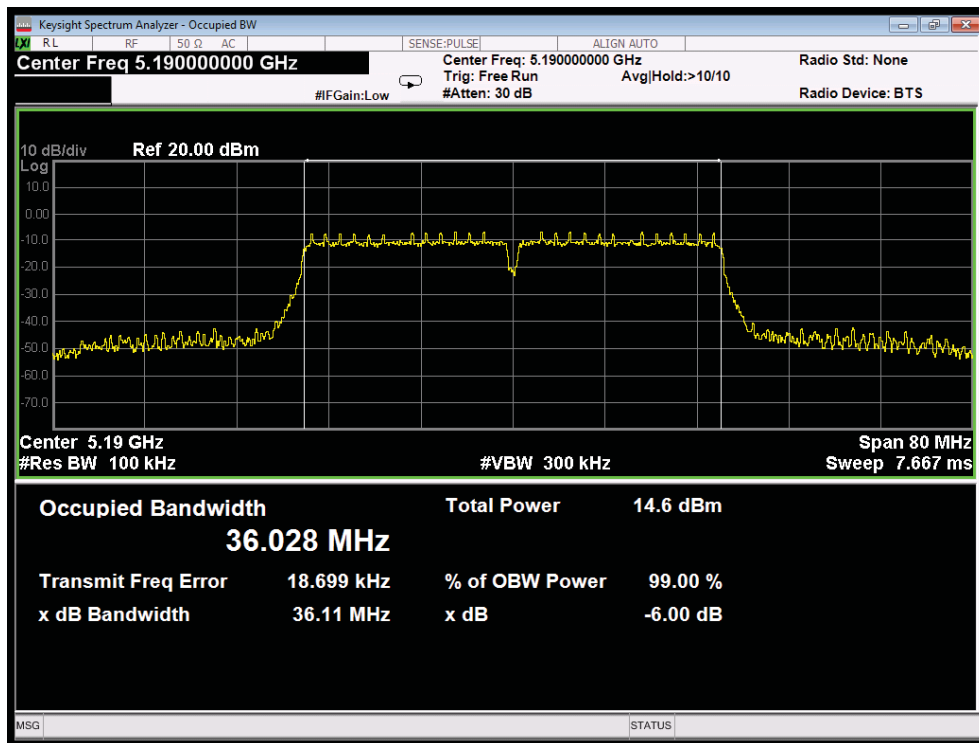 Keysight Spectrum Analyzer - Occupied BW
LXI RL RF 50 Ω AC SENSE:PULSE ALIGN AUTO
Center Freq 5.190000000 GHz Center Freq: 5.190000000 GHz Radio Std: None
Trig: Free Run Avg|Hold:>10/10
#IFGain:Low #Atten: 30 dB Radio Device: BTS
10 dB/div Ref 20.00 dBm
Log
10.0
0.00
-10.0
-20.0
-30.0
-40.0
-50.0
-60.0
-70.0
Center 5.19 GHz Span 80 MHz
#Res BW 100 kHz #VBW 300 kHz Sweep 7.667 ms
Occupied Bandwidth Total Power 14.6 dBm
36.028 MHz
Transmit Freq Error 18.699 kHz % of OBW Power 99.00 %
x dB Bandwidth 36.11 MHz x dB -6.00 dB
MSG STATUS